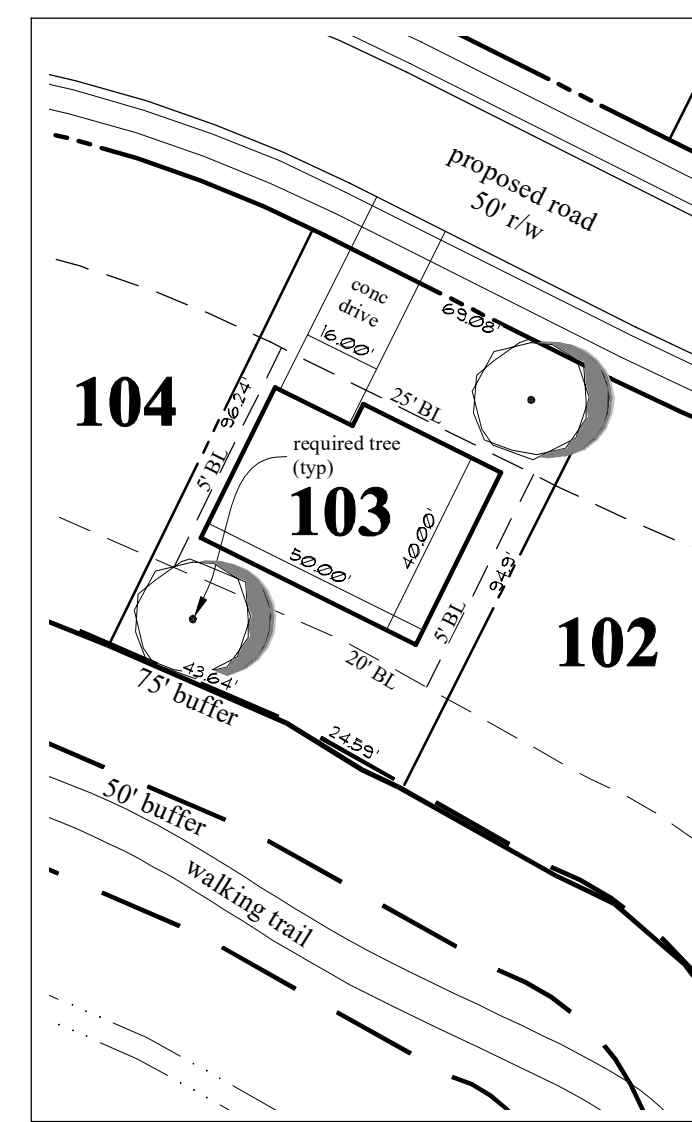 proposed road
50' r/w
conc
drive
16.00'
69.08'
25' BL
104
96.24'
5' BL
required tree
(typ)
103
40.00'
50.00'
94.9'
5' BL
102
20' BL
43.64'
75' buffer
24.59'
50' buffer
walking trail